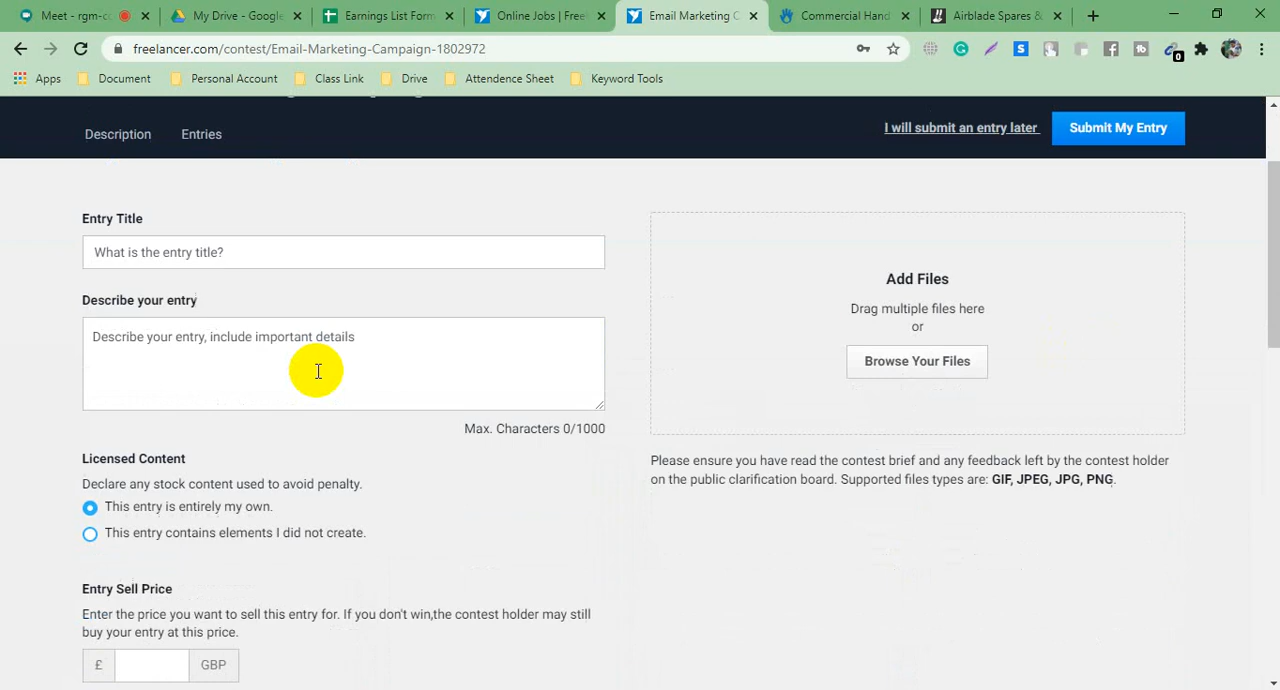 Meet - rgm-co
My Drive - Google
Earnings List Form
Online Jobs | Freel
Email Marketing C
Commercial Hand
Airblade Spares &
freelancer.com/contest/Email-Marketing-Campaign-1802972
0
Apps Document Personal Account Class Link Drive Attendence Sheet Keyword Tools
Description Entries I will submit an entry later Submit My Entry
Entry Title
What is the entry title?
Describe your entry
Describe your entry, include important details
Max. Characters 0/1000
Add Files
Drag multiple files here
or
Browse Your Files
Please ensure you have read the contest brief and any feedback left by the contest holder
on the public clarification board. Supported files types are: GIF, JPEG, JPG, PNG.
Licensed Content
Declare any stock content used to avoid penalty.
This entry is entirely my own.
This entry contains elements I did not create.
Entry Sell Price
Enter the price you want to sell this entry for. If you don't win,the contest holder may still
buy your entry at this price.
£ GBP